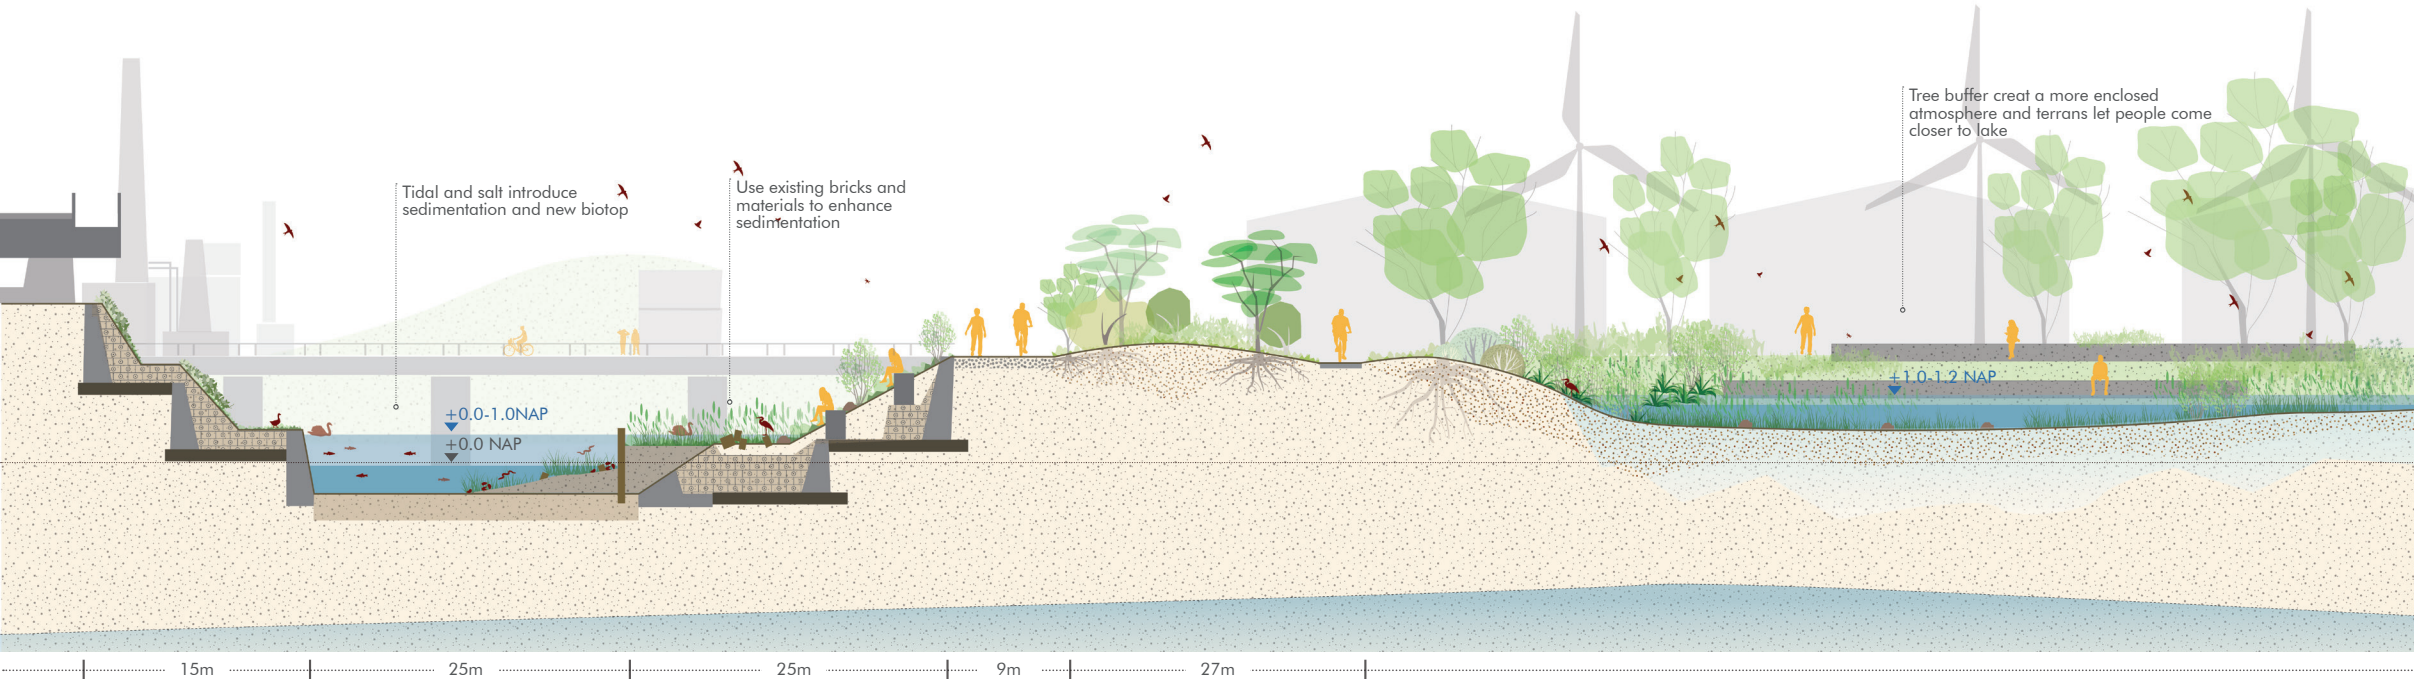 Tidal and salt introduce
sedimentation and new biotop
Use existing bricks and
materials to enhance
sedimentation
Tree buffer creat a more enclosed
atmosphere and terrans let people come
closer to lake
+0.0-1.0NAP
+0.0 NAP
+1.0-1.2 NAP
15m
25m
25m
9m
27m